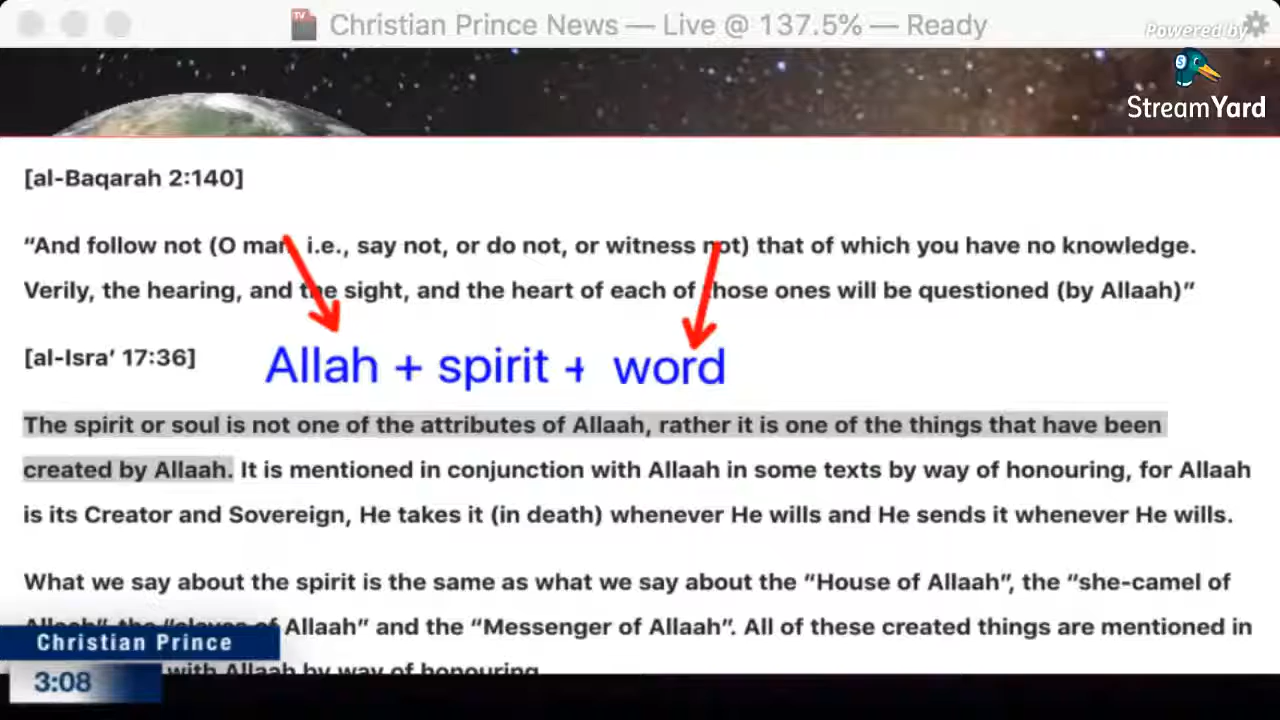 Christian Prince News — Live @ 137.5% — Ready
Powered by
StreamYard
[al-Baqarah 2:140]
“And follow not (O man, i.e., say not, or do not, or witness not) that of which you have no knowledge.
Verily, the hearing, and the sight, and the heart of each of those ones will be questioned (by Allaah)”
[al-Isra’ 17:36]
Allah + spirit + word
The spirit or soul is not one of the attributes of Allaah, rather it is one of the things that have been
created by Allaah. It is mentioned in conjunction with Allaah in some texts by way of honouring, for Allaah
is its Creator and Sovereign, He takes it (in death) whenever He wills and He sends it whenever He wills.
What we say about the spirit is the same as what we say about the “House of Allaah”, the “she-camel of
Allaah” and the “Messenger of Allaah”. All of these created things are mentioned in
with Allaah by way of honouring
Christian Prince
3:08